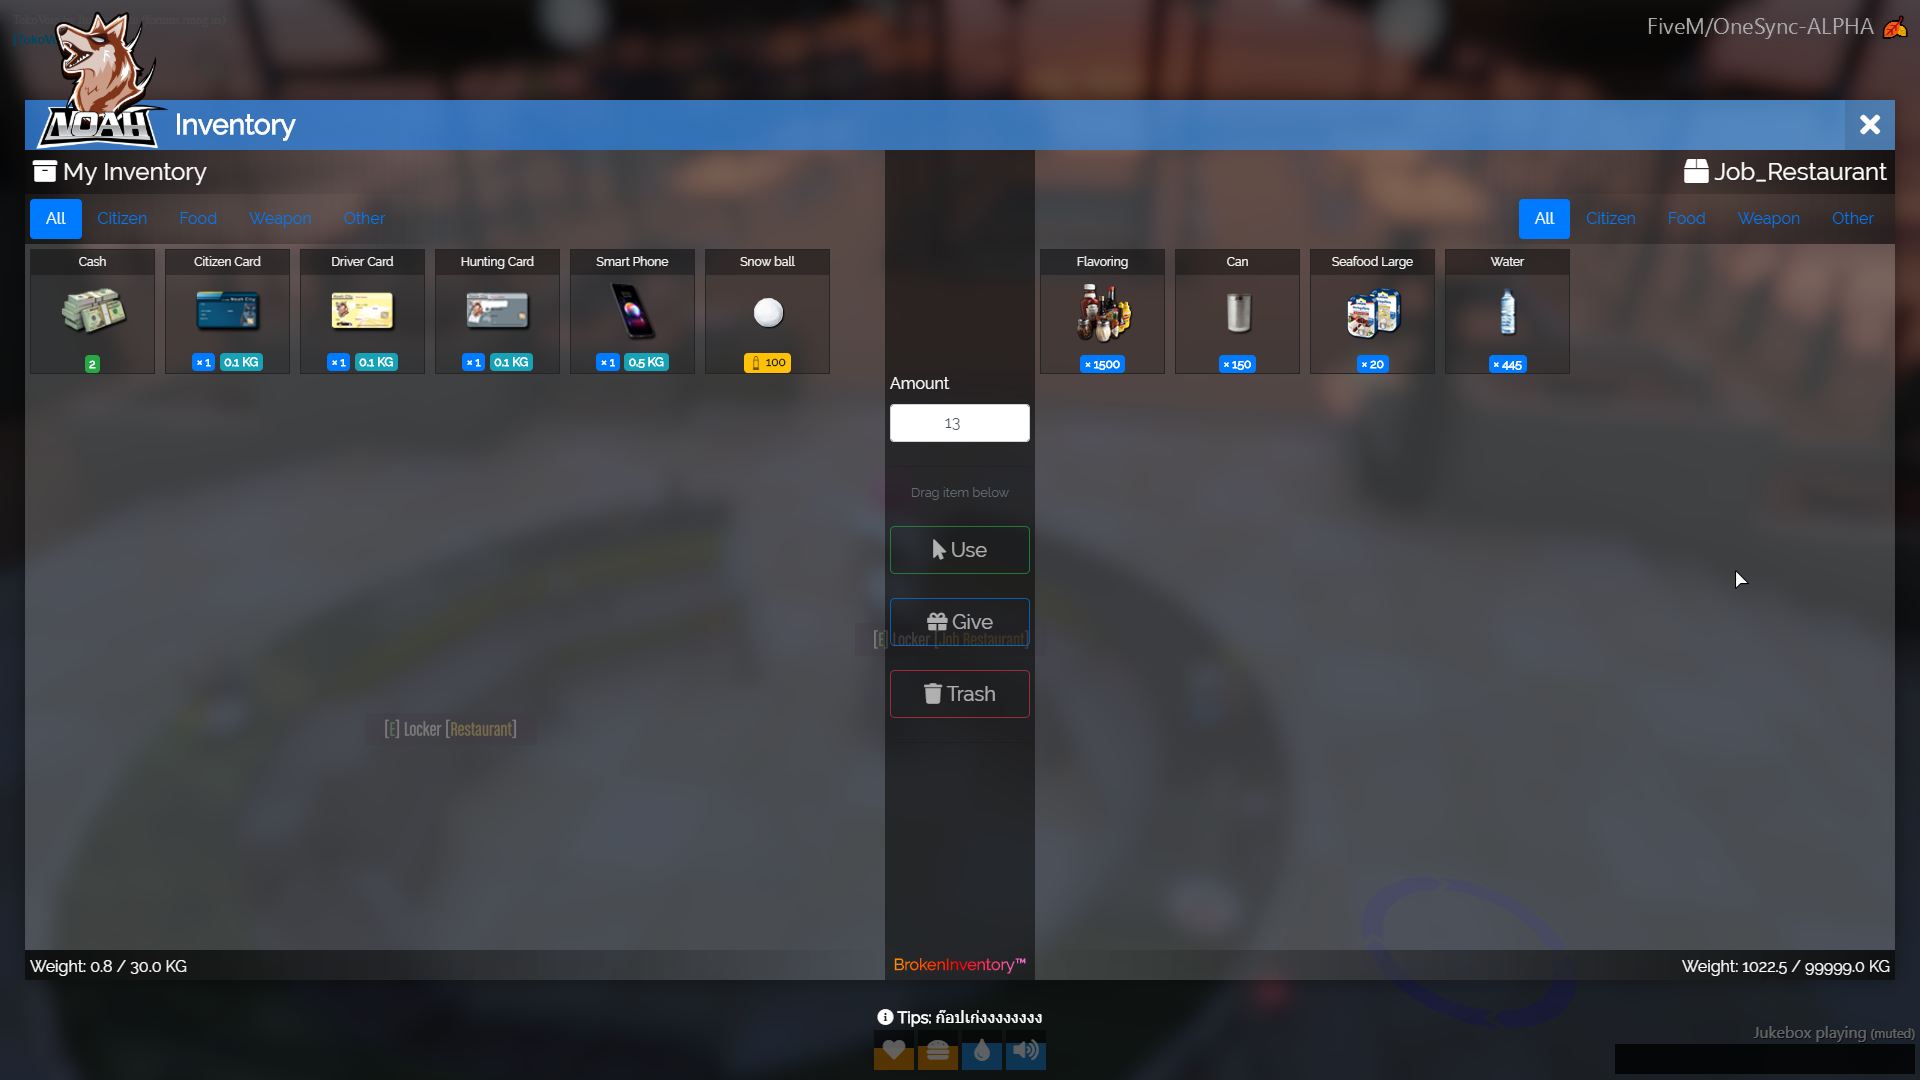 FiveM/OneSync-ALPHA
NOAH
Inventory
My Inventory
Job_Restaurant
All Citizen Food Weapon Other
All Citizen Food Weapon Other
Cash
2
Citizen Card
× 1 0.1 KG
Driver Card
× 1 0.1 KG
Hunting Card
× 1 0.1 KG
Smart Phone
× 1 0.5 KG
Snow ball
100
Amount
13
Drag item below
Use
Give
Trash
Flavoring
× 1500
Can
× 150
Seafood Large
× 20
Water
× 445
[E] Locker [Job Restaurant]
[E] Locker [Restaurant]
Weight: 0.8 / 30.0 KG
BrokenInventory™
Weight: 1022.5 / 99999.0 KG
Tips: ก๊อปเก่งงงงงงงง
Jukebox playing (muted)